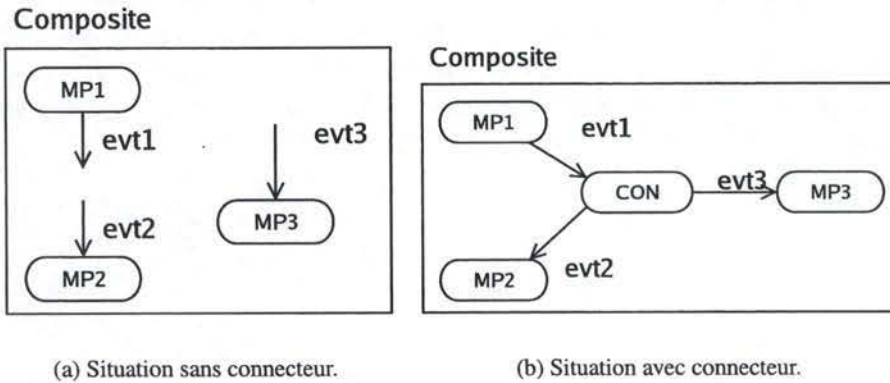 Composite
MP1
evt1
evt3
evt2
MP3
MP2
(a) Situation sans connecteur.
Composite
MP1
evt1
CON
evt3
MP3
evt2
MP2
(b) Situation avec connecteur.